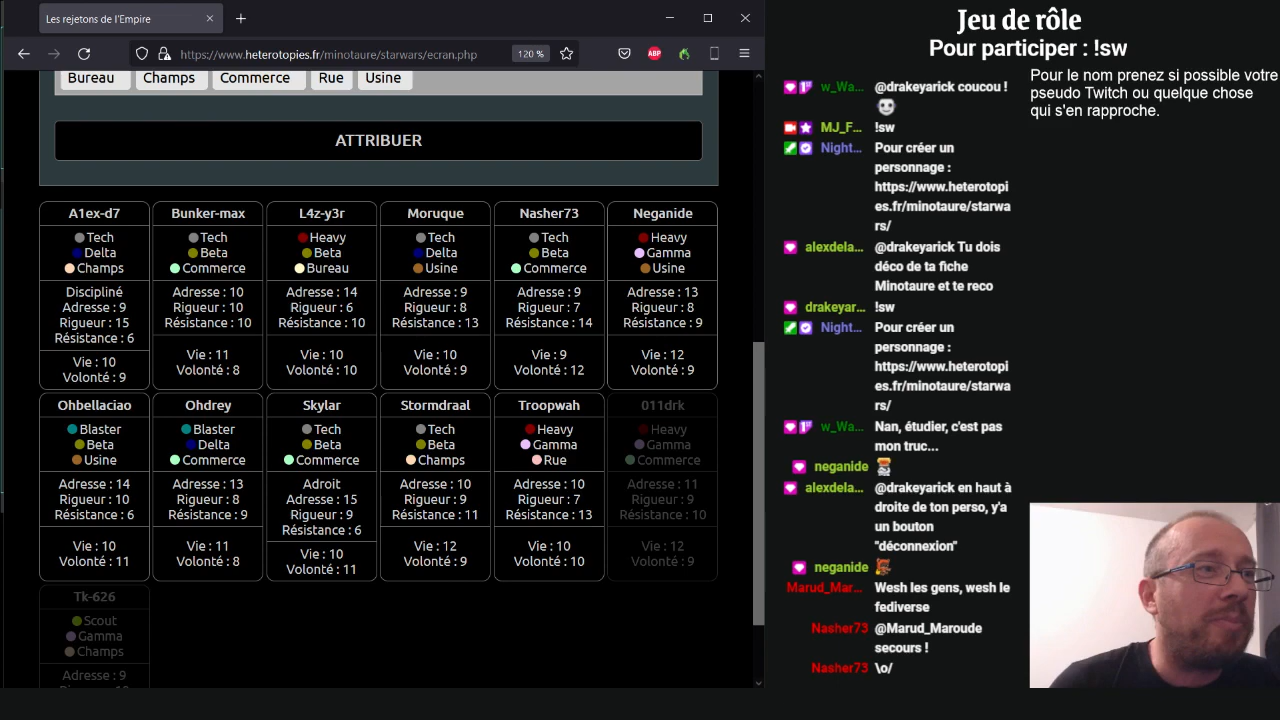 Les rejetons de l'Empire
https://www.heterotopies.fr/minotaure/starwars/ecran.php
120 %
ABP
Bureau Champs Commerce Rue Usine
ATTRIBUER
A1ex-d7
Tech
Delta
Champs
Discipliné
Adresse : 9
Rigueur : 15
Résistance : 6
Vie : 10
Volonté : 9
Bunker-max
Tech
Beta
Commerce
Adresse : 10
Rigueur : 10
Résistance : 10
Vie : 11
Volonté : 8
L4z-y3r
Heavy
Beta
Bureau
Adresse : 14
Rigueur : 6
Résistance : 10
Vie : 10
Volonté : 10
Moruque
Tech
Delta
Usine
Adresse : 9
Rigueur : 8
Résistance : 13
Vie : 10
Volonté : 9
Nasher73
Tech
Beta
Commerce
Adresse : 9
Rigueur : 7
Résistance : 14
Vie : 9
Volonté : 12
Neganide
Heavy
Gamma
Usine
Adresse : 13
Rigueur : 8
Résistance : 9
Vie : 12
Volonté : 9
Ohbellaciao
Blaster
Beta
Usine
Adresse : 14
Rigueur : 10
Résistance : 6
Vie : 10
Volonté : 11
Ohdrey
Blaster
Delta
Commerce
Adresse : 13
Rigueur : 8
Résistance : 9
Vie : 11
Volonté : 8
Skylar
Tech
Beta
Commerce
Adroit
Adresse : 15
Rigueur : 9
Résistance : 6
Vie : 10
Volonté : 11
Stormdraal
Tech
Beta
Champs
Adresse : 10
Rigueur : 9
Résistance : 11
Vie : 12
Volonté : 9
Troopwah
Heavy
Gamma
Rue
Adresse : 10
Rigueur : 7
Résistance : 13
Vie : 10
Volonté : 10
011drk
Heavy
Gamma
Commerce
Adresse : 11
Rigueur : 9
Résistance : 10
Vie : 12
Volonté : 9
Tk-626
Scout
Gamma
Champs
Adresse : 9
Jeu de rôle
Pour participer : !sw
Pour le nom prenez si possible votre
pseudo Twitch ou quelque chose
qui s'en rapproche.
w_Wa... @drakeyarick coucou !
MJ_F... !sw
Night... Pour créer un
personnage :
https://www.heterotopi
es.fr/minotaure/starwa
rs/
alexdela... @drakeyarick Tu dois
déco de ta fiche
Minotaure et te reco
drakeyar... !sw
Night... Pour créer un
personnage :
https://www.heterotopi
es.fr/minotaure/starwa
rs/
w_Wa... Nan, étudier, c'est pas
mon truc...
neganide
alexdela... @drakeyarick en haut à
droite de ton perso, y'a
un bouton
"déconnexion"
neganide
Marud_Mar... Wesh les gens, wesh le
fediverse
Nasher73 @Marud_Maroude
secours !
Nasher73 \o/